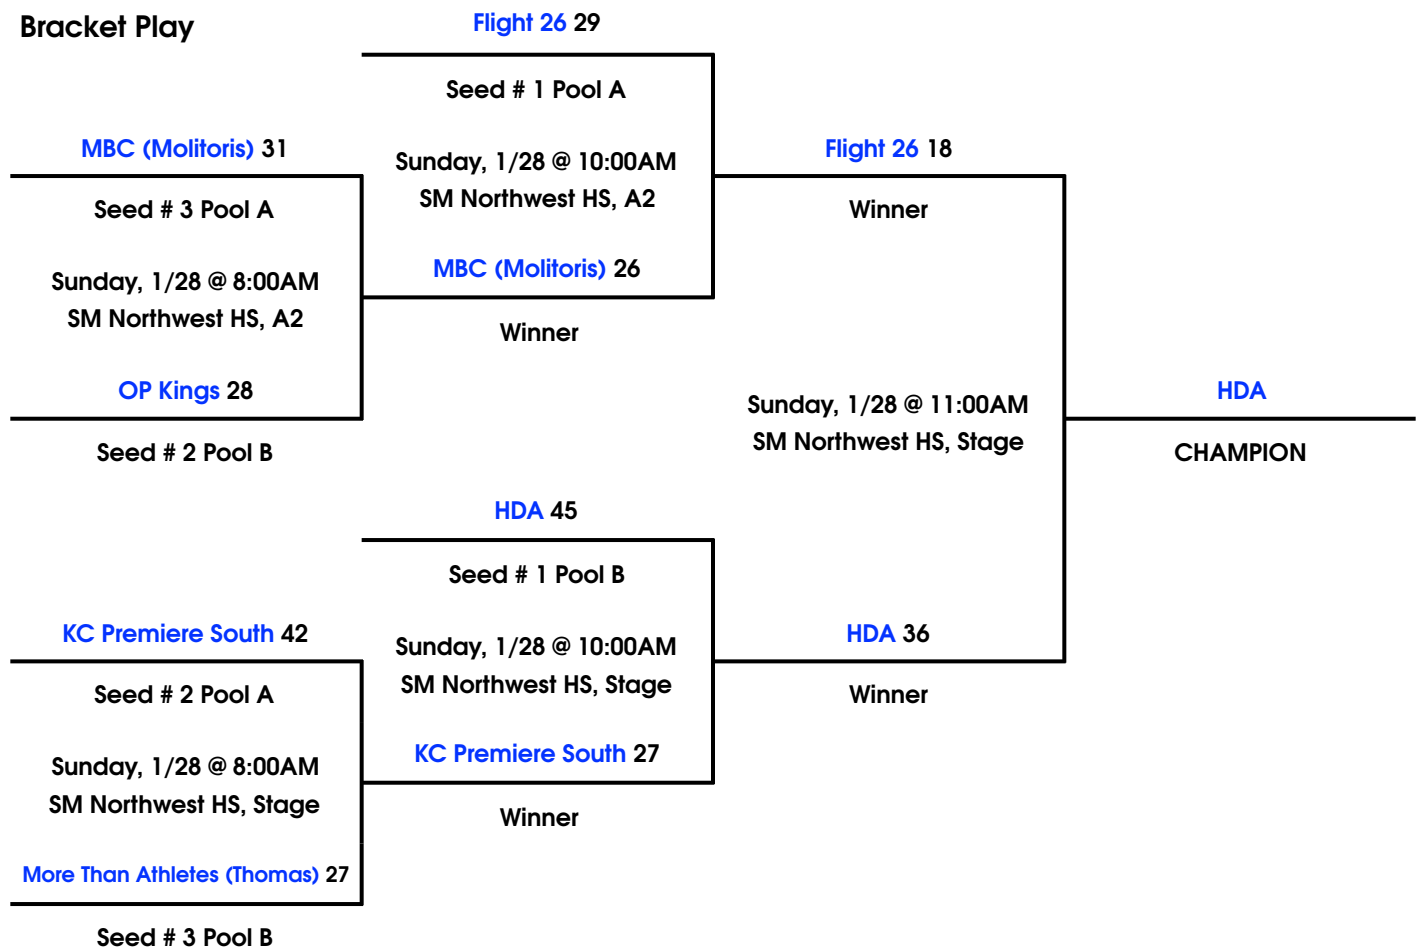 Bracket Play
Flight 26 29
Seed # 1 Pool A
MBC (Molitoris) 31
Sunday, 1/28 @ 10:00AM
SM Northwest HS, A2
Flight 26 18
Seed # 3 Pool A
Winner
Sunday, 1/28 @ 8:00AM
SM Northwest HS, A2
MBC (Molitoris) 26
Winner
OP Kings 28
Seed # 2 Pool B
Sunday, 1/28 @ 11:00AM
SM Northwest HS, Stage
HDA
CHAMPION
HDA 45
Seed # 1 Pool B
KC Premiere South 42
Sunday, 1/28 @ 10:00AM
SM Northwest HS, Stage
HDA 36
Seed # 2 Pool A
Winner
Sunday, 1/28 @ 8:00AM
SM Northwest HS, Stage
KC Premiere South 27
Winner
More Than Athletes (Thomas) 27
Seed # 3 Pool B